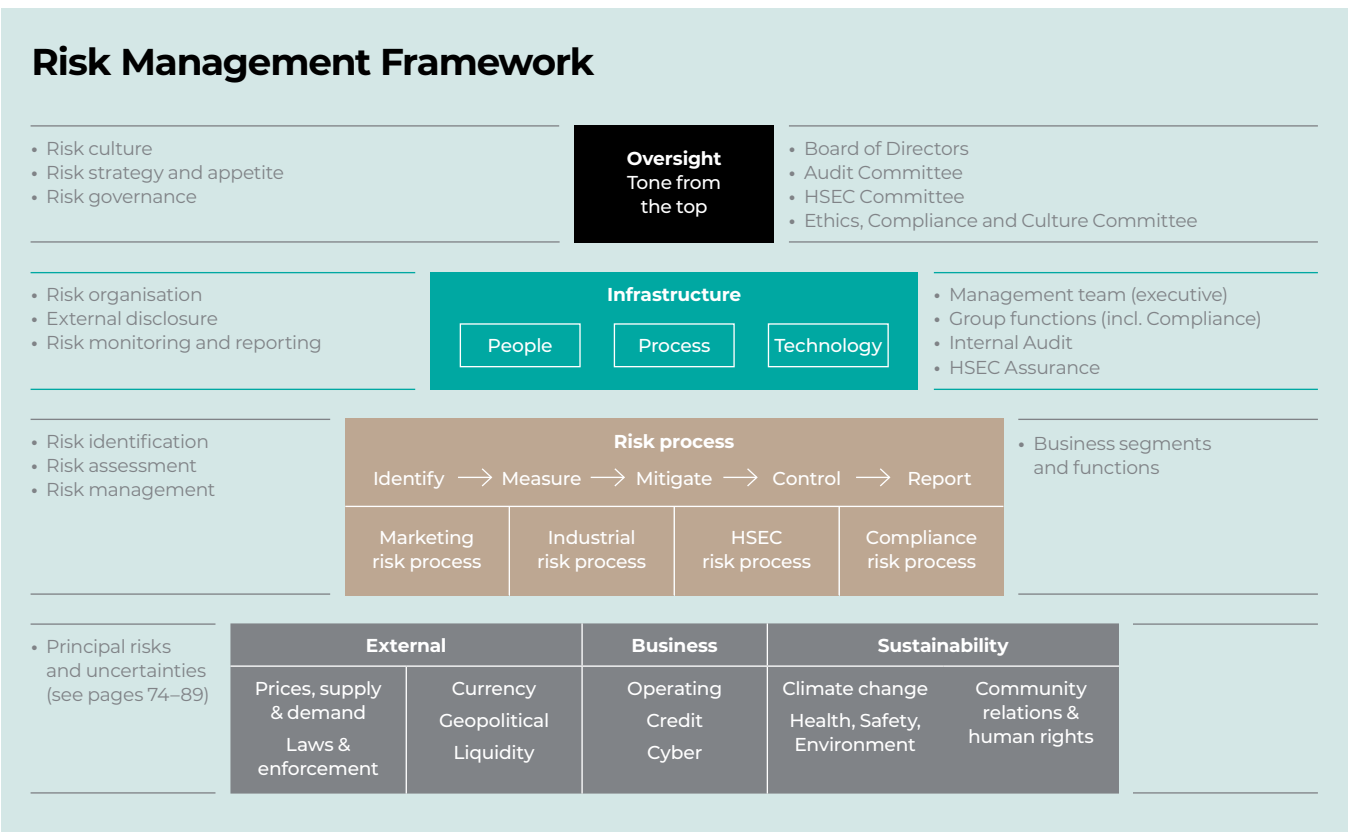 Risk Management Framework
• Risk culture
• Risk strategy and appetite
• Risk governance
Oversight
Tone from
the top
• Board of Directors
• Audit Committee
• HSEC Committee
• Ethics, Compliance and Culture Committee
• Risk organisation
• External disclosure
• Risk monitoring and reporting
Infrastructure
People Process Technology
• Management team (executive)
• Group functions (incl. Compliance)
• Internal Audit
• HSEC Assurance
• Risk identification
• Risk assessment
• Risk management
Risk process
Identify → Measure → Mitigate → Control → Report
Marketing
risk process
Industrial
risk process
HSEC
risk process
Compliance
risk process
• Business segments
and functions
• Principal risks
and uncertainties
(see pages 74–89)
External
Prices, supply
& demand
Laws &
enforcement
Currency
Geopolitical
Liquidity
Business
Operating
Credit
Cyber
Sustainability
Climate change
Health, Safety,
Environment
Community
relations &
human rights